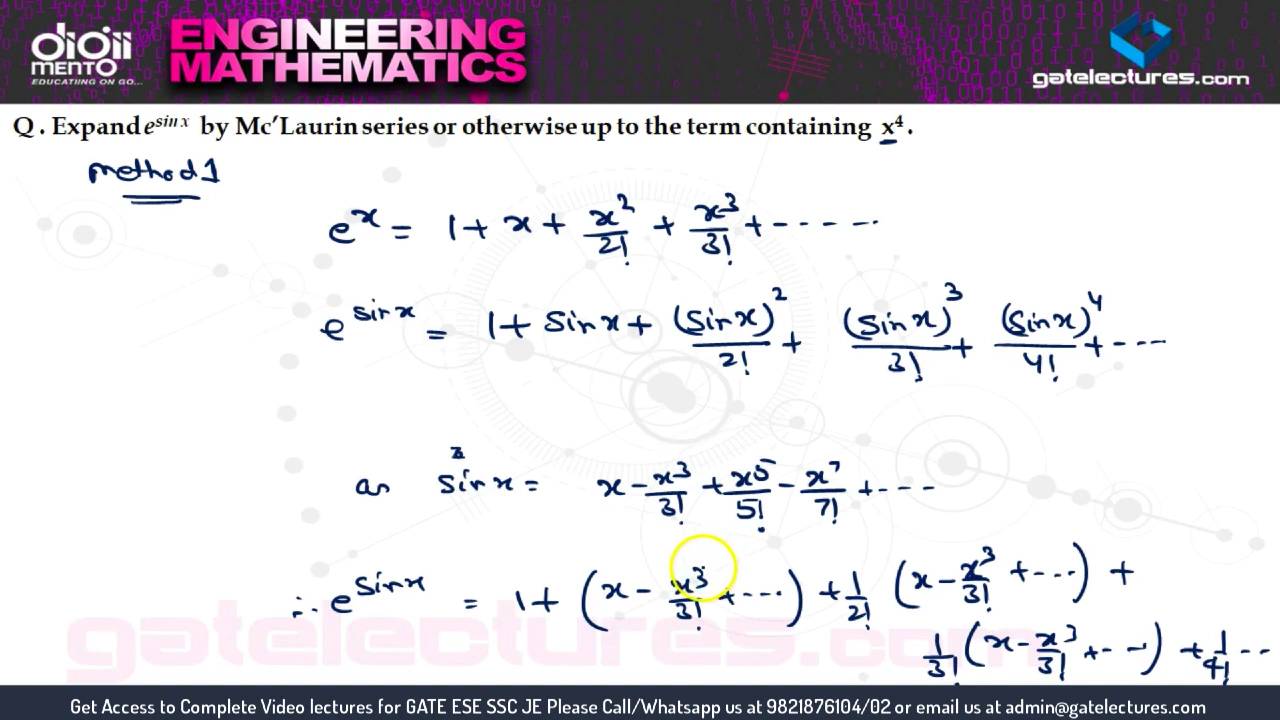 digii
mento
EDUCATIING ON GO...
ENGINEERING
MATHEMATICS
gatelectures.com
Q . Expand e^{sin x} by Mc'Laurin series or otherwise up to the term containing x⁴ .
method 1
e^x = 1 + x + x²/2! + x³/3! + ------
e^{sin x} = 1 + sin x + (sin x)²/2! + (sin x)³/3! + (sin x)⁴/4! + ----
as sin x = x - x³/3! + x⁵/5! - x⁷/7! + ---
∴ e^{sin x} = 1 + (x - x³/3! + ---) + 1/2! (x - x³/3! + ---) +
1/3! (x - x³/3! + ---) + 1/4! --
gatelectures.com
Get Access to Complete Video lectures for GATE ESE SSC JE Please Call/Whatsapp us at 9821876104/02 or email us at admin@gatelectures.com